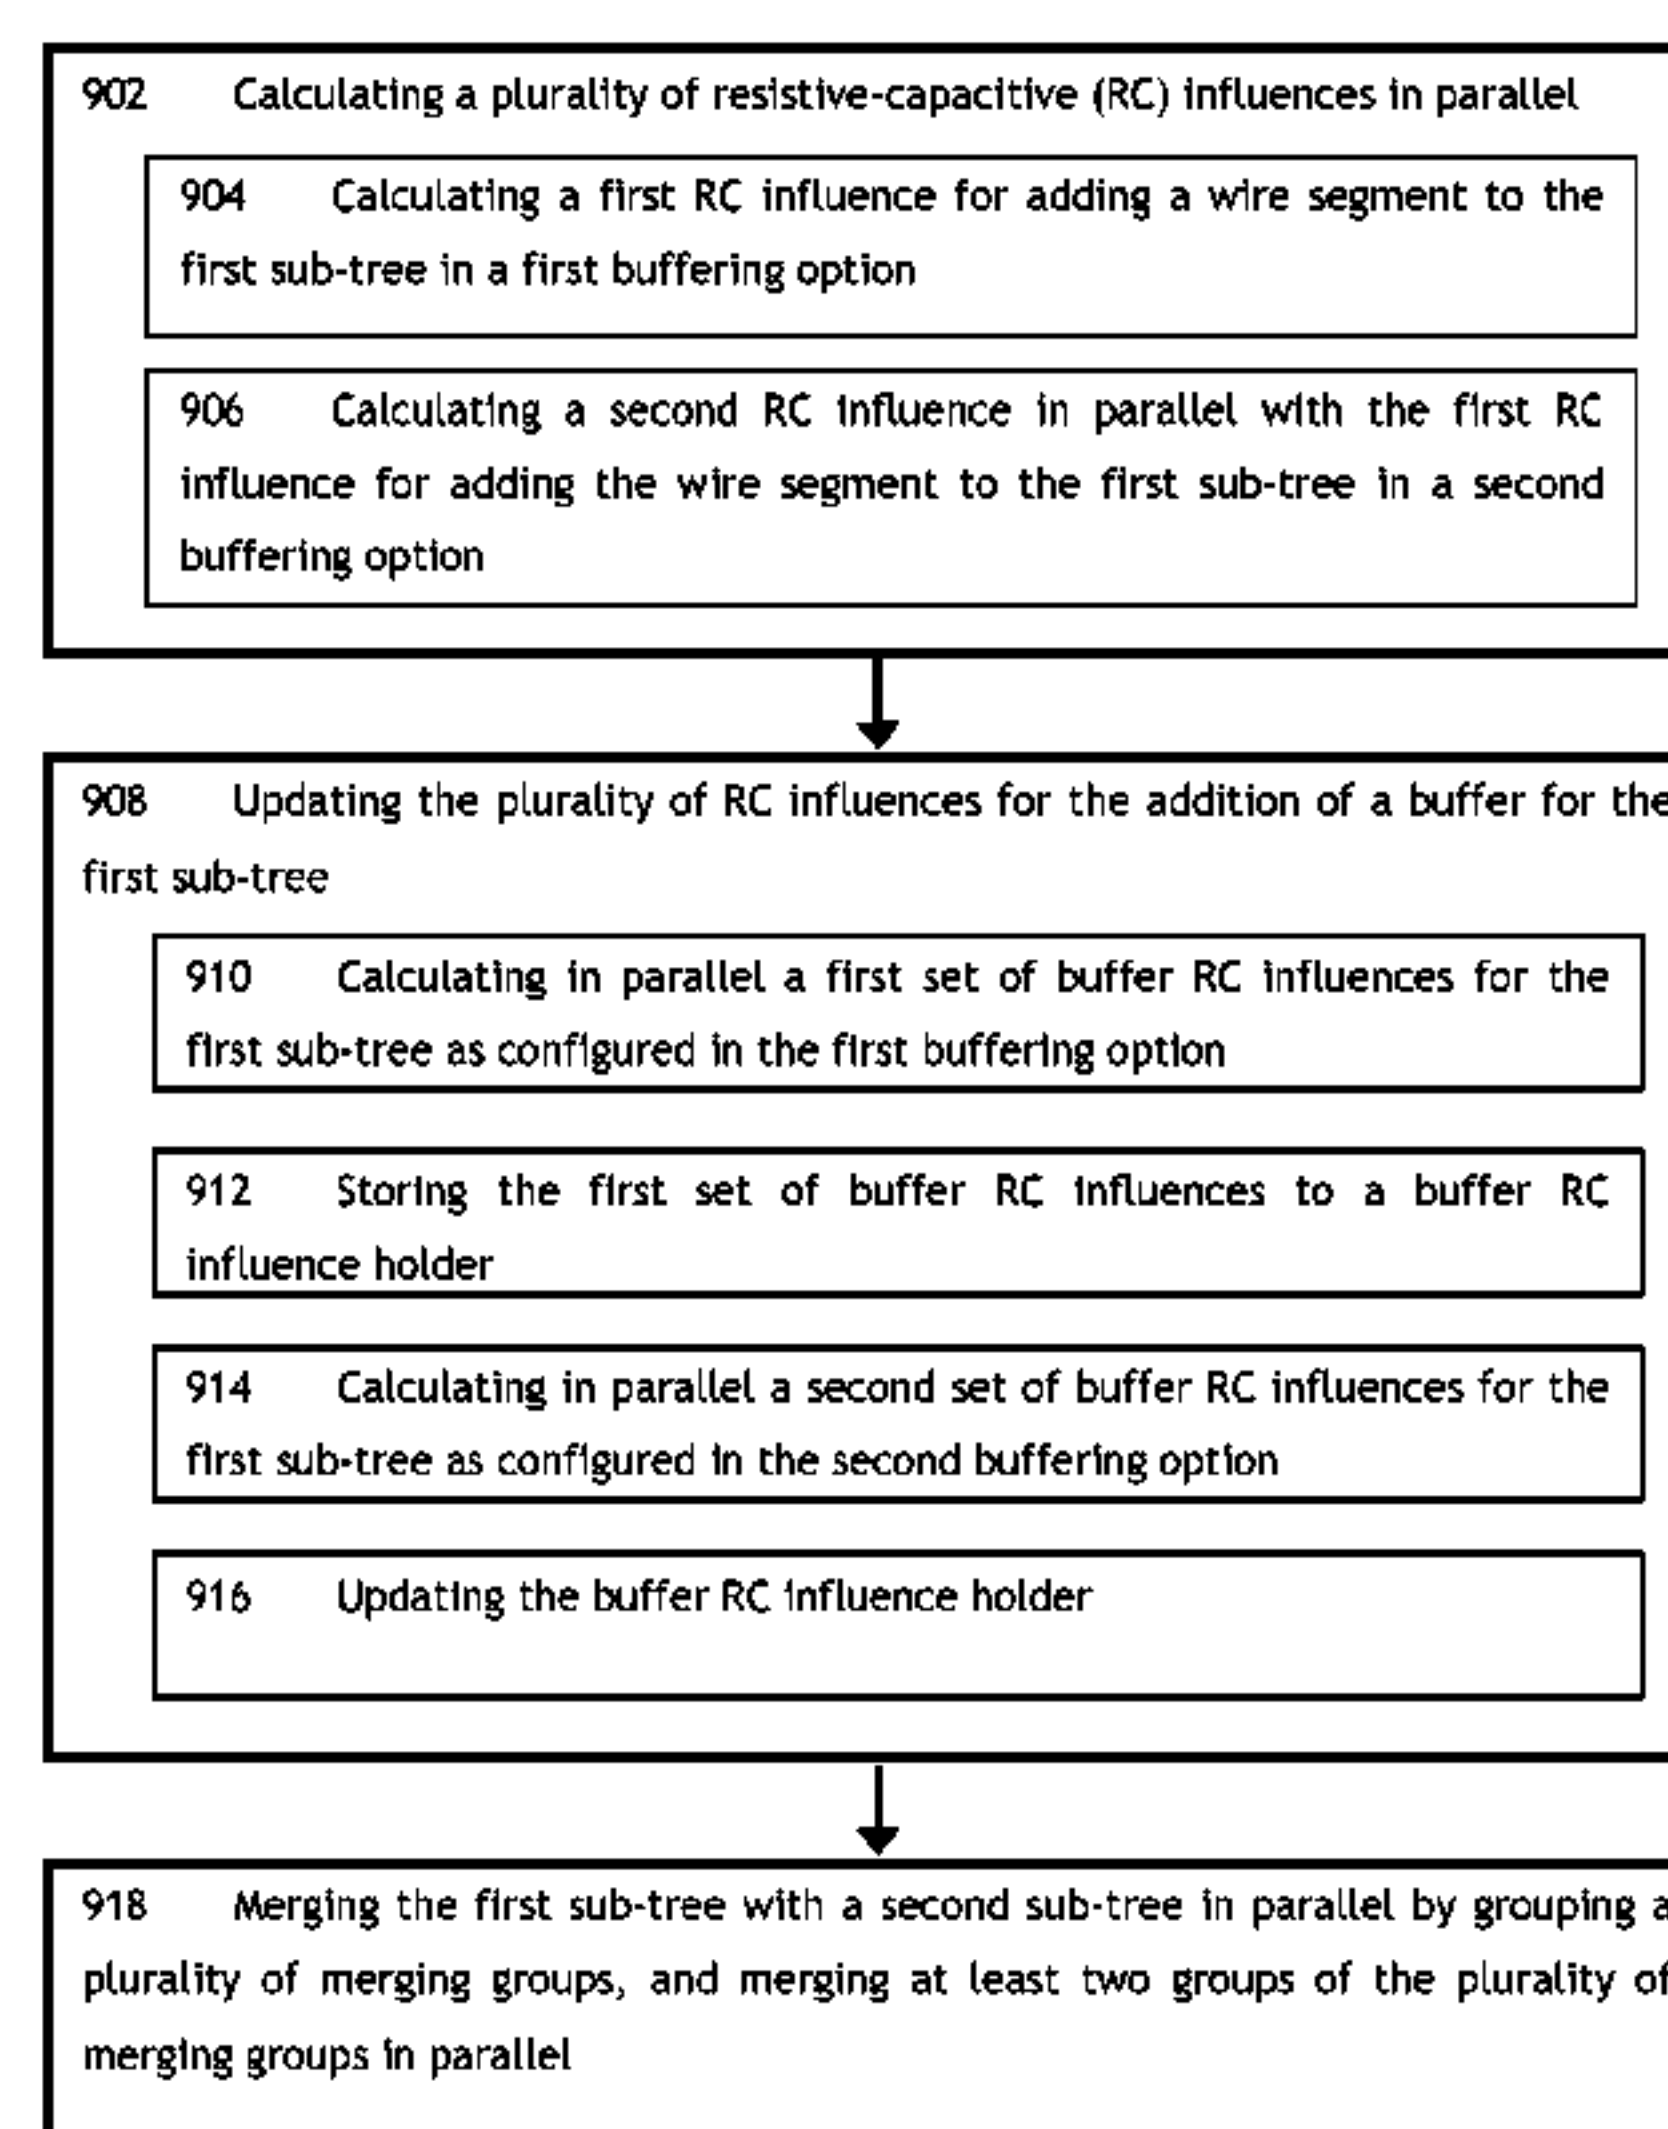 902 Calculating a plurality of resistive-capacitive (RC) influences in parallel
904 Calculating a first RC influence for adding a wire segment to the
first sub-tree in a first buffering option
906 Calculating a second RC influence in parallel with the first RC
influence for adding the wire segment to the first sub-tree in a second
buffering option
908 Updating the plurality of RC influences for the addition of a buffer for the
first sub-tree
910 Calculating in parallel a first set of buffer RC influences for the
first sub-tree as configured in the first buffering option
912 Storing the first set of buffer RC influences to a buffer RC
influence holder
914 Calculating in parallel a second set of buffer RC influences for the
first sub-tree as configured in the second buffering option
916 Updating the buffer RC influence holder
918 Merging the first sub-tree with a second sub-tree in parallel by grouping a
plurality of merging groups, and merging at least two groups of the plurality of
merging groups in parallel